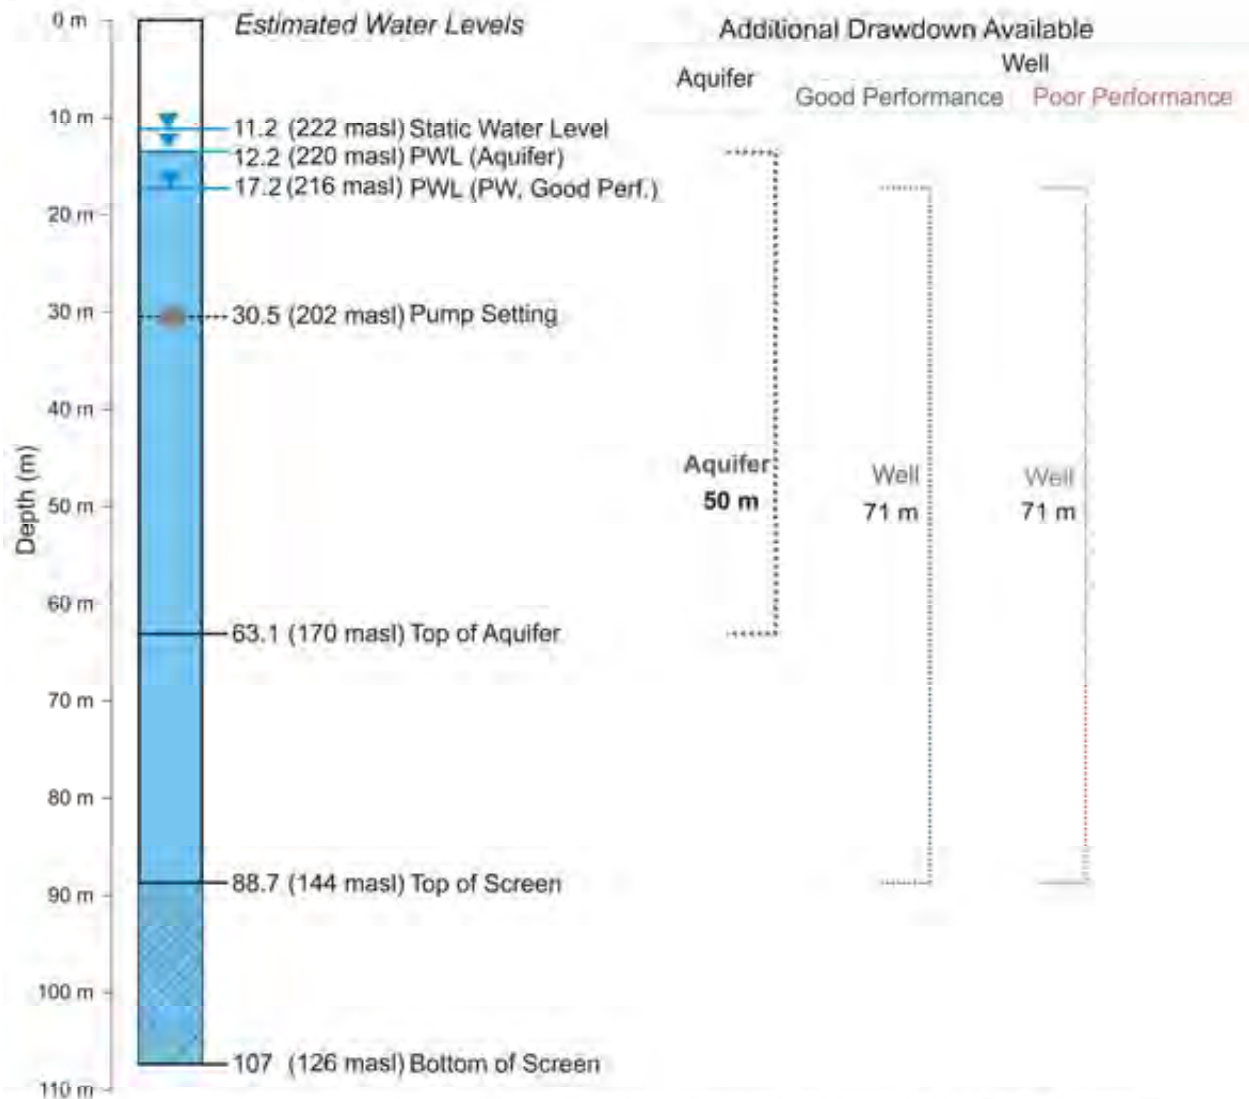 Estimated Water Levels
Additional Drawdown Available
Aquifer
Well
Good Performance
Poor Performance
0 m
10 m
20 m
30 m
40 m
50 m
60 m
70 m
80 m
90 m
100 m
110 m
Depth (m)
11.2 (222 masl) Static Water Level
12.2 (220 masl) PWL (Aquifer)
17.2 (216 masl) PWL (PW, Good Perf.)
30.5 (202 masl) Pump Setting
63.1 (170 masl) Top of Aquifer
88.7 (144 masl) Top of Screen
107 (126 masl) Bottom of Screen
Aquifer
50 m
Well
71 m
Well
71 m